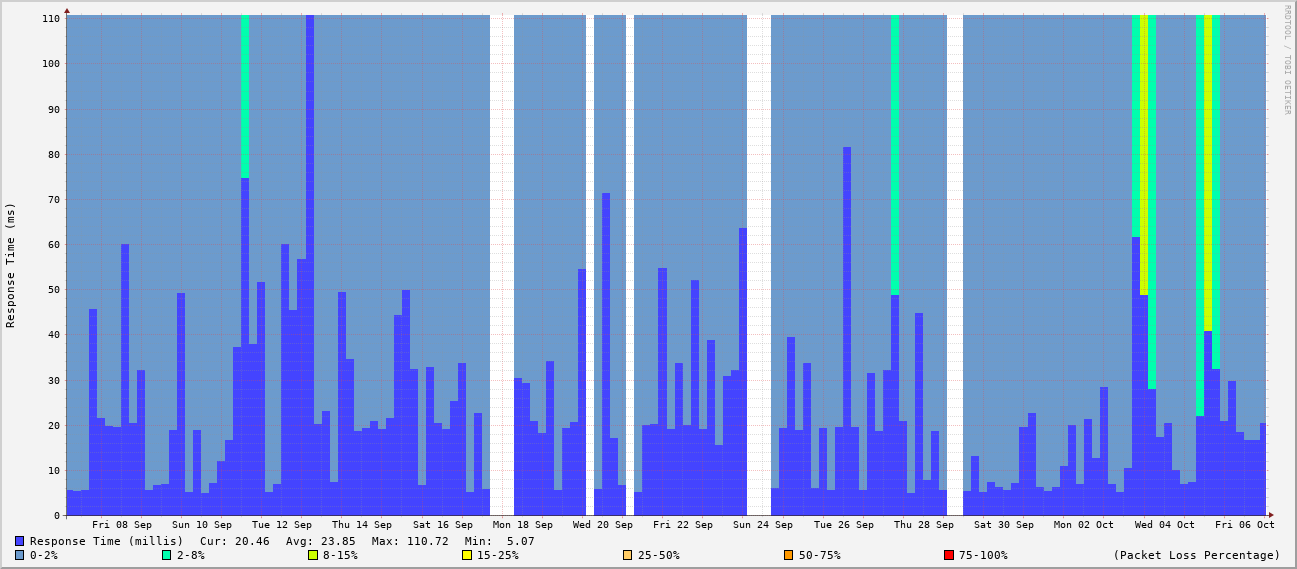 RRDTOOL / TOBI OETIKER
Response Time (ms)
110
100
90
80
70
60
50
40
30
20
10
0
Fri 08 Sep Sun 10 Sep Tue 12 Sep Thu 14 Sep Sat 16 Sep Mon 18 Sep Wed 20 Sep Fri 22 Sep Sun 24 Sep Tue 26 Sep Thu 28 Sep Sat 30 Sep Mon 02 Oct Wed 04 Oct Fri 06 Oct
Response Time (millis) Cur: 20.46 Avg: 23.85 Max: 110.72 Min: 5.07
0-2% 2-8% 8-15% 15-25% 25-50% 50-75% 75-100% (Packet Loss Percentage)